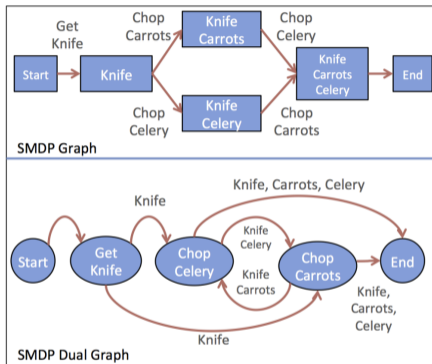 Get
Knife
Chop
Carrots
Knife
Carrots
Chop
Celery
Start
Knife
Knife
Carrots
Celery
End
Chop
Celery
Knife
Celery
Chop
Carrots
SMDP Graph
Knife, Carrots, Celery
Knife
Knife
Celery
Start
Get
Knife
Chop
Celery
Chop
Carrots
End
Knife
Carrots
Knife,
Carrots,
Celery
Knife
SMDP Dual Graph